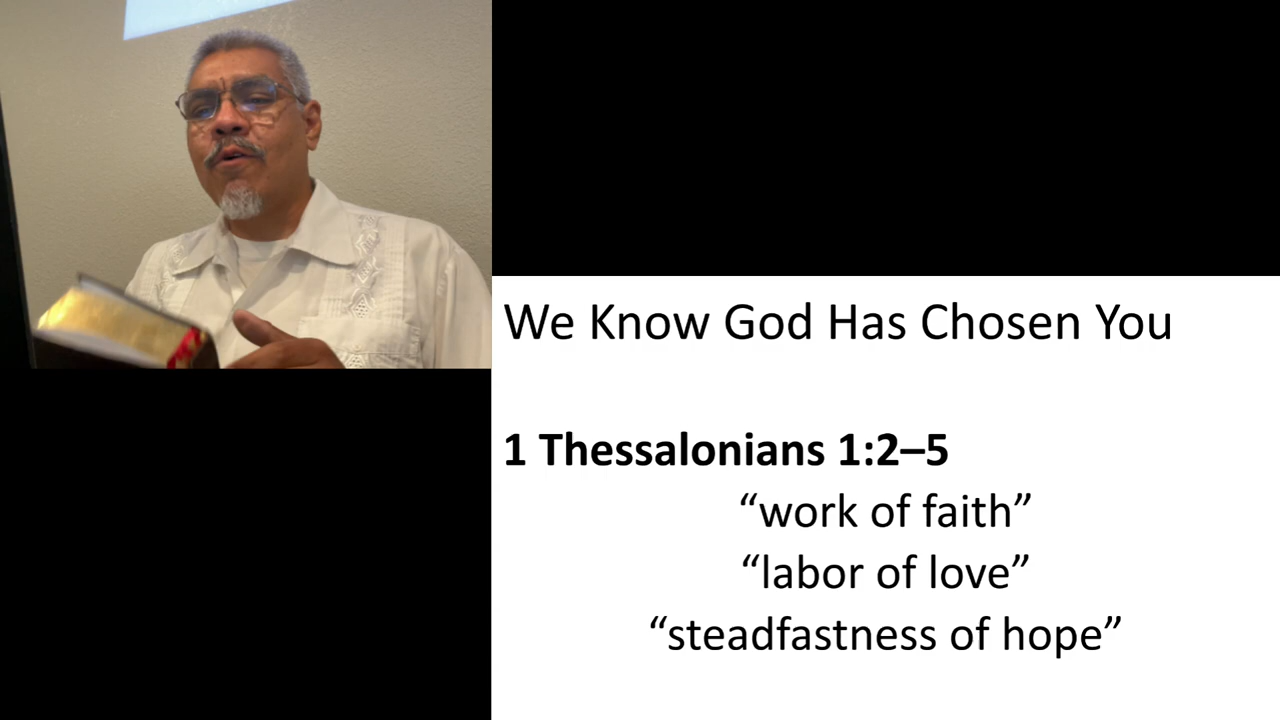 We Know God Has Chosen You
1 Thessalonians 1:2–5
“work of faith”
“labor of love”
“steadfastness of hope”